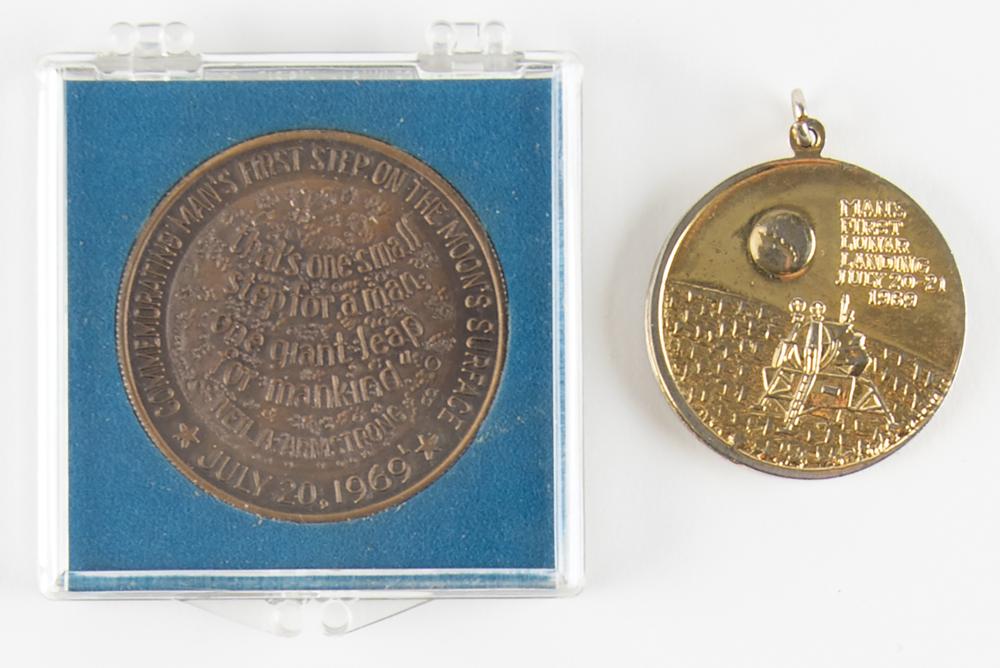 COMMEMORATING MAN'S FIRST STEP ON THE MOON'S SURFACE
"That's one small
step for a man,
one giant leap
for mankind."
NEIL A. ARMSTRONG
JULY 20, 1969
MAN'S
FIRST
LUNAR
LANDING
JULY 20-21
1969